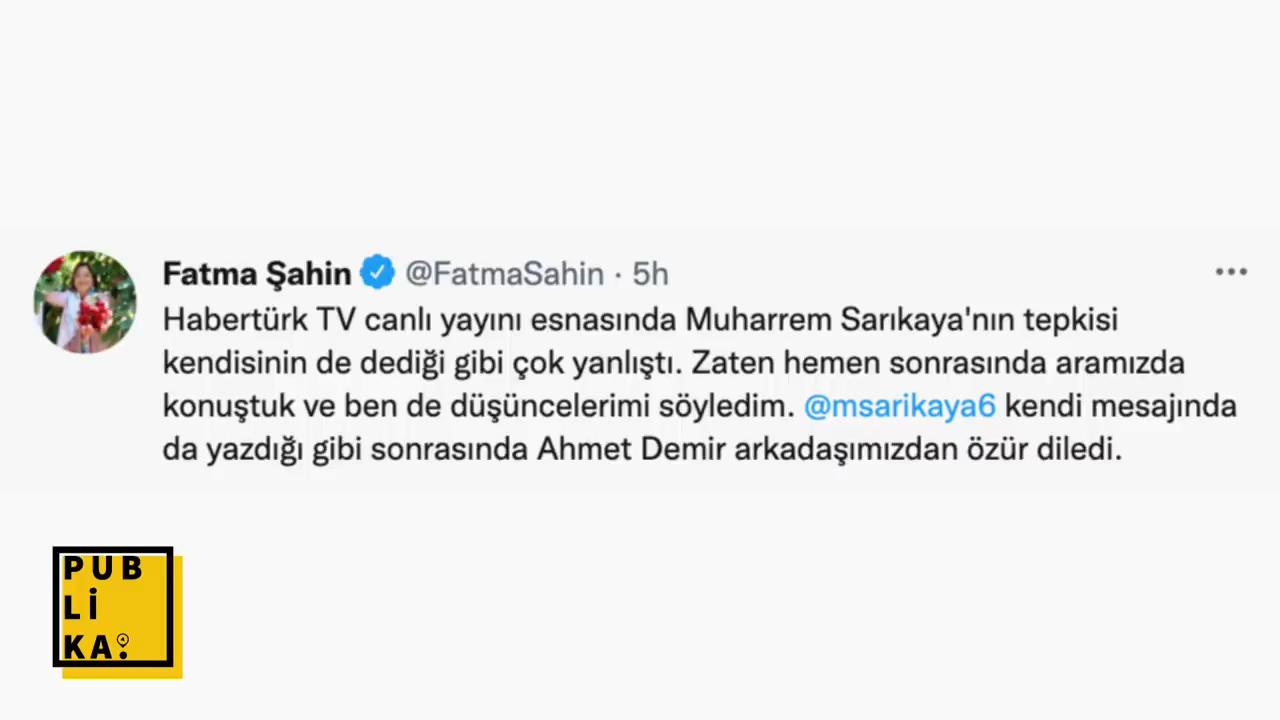 Fatma Şahin @FatmaSahin · 5h
Habertürk TV canlı yayını esnasında Muharrem Sarıkaya'nın tepkisi
kendisinin de dediği gibi çok yanlıştı. Zaten hemen sonrasında aramızda
konuştuk ve ben de düşüncelerimi söyledim. @msarikaya6 kendi mesajında
da yazdığı gibi sonrasında Ahmet Demir arkadaşımızdan özür diledi.
PUB
Lİ
KA